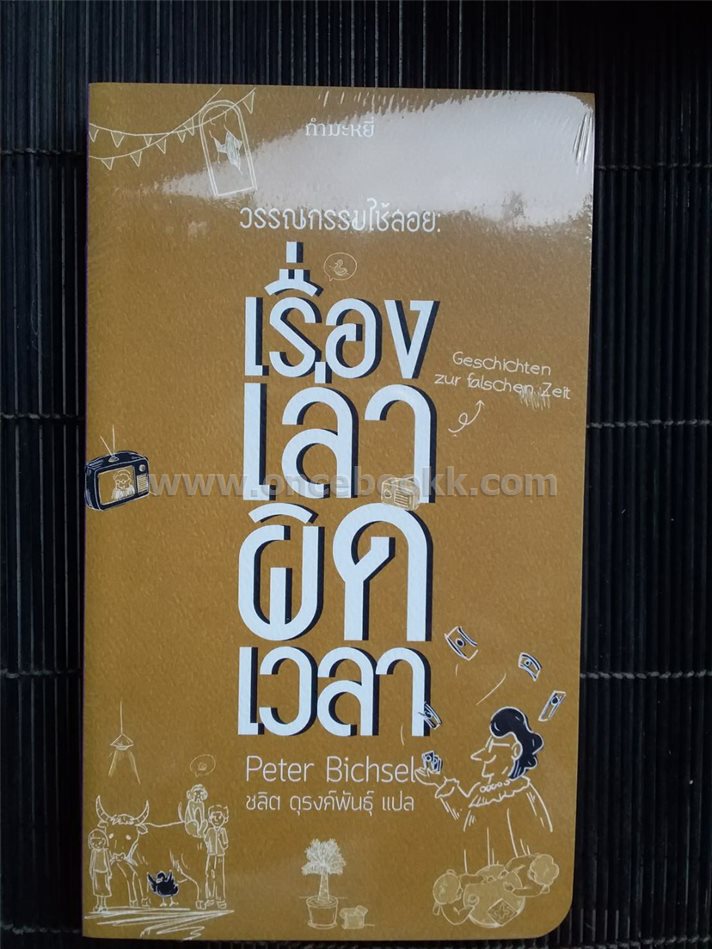 กำมะหยี่
วรรณกรรมใช้สอย:
เรื่อง
เล่า
ผิด
เวลา
Geschichten
zur falschen Zeit
www.oncebookk.com
Peter Bichsel
ชลิต ดุรงค์พันธุ์ แปล